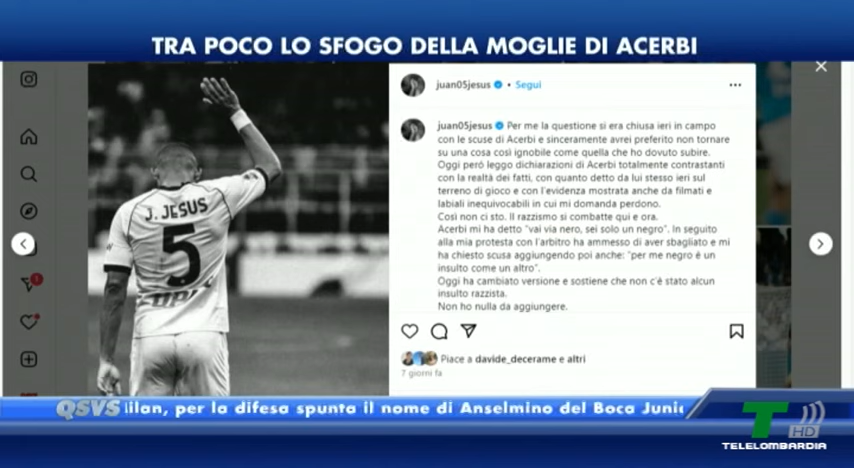 TRA POCO LO SFOGO DELLA MOGLIE DI ACERBI
J. JESUS
5
juan05jesus • Segui
juan05jesus Per me la questione si era chiusa ieri in campo
con le scuse di Acerbi e sinceramente avrei preferito non tornare
su una cosa così ignobile come quella che ho dovuto subire.
Oggi però leggo dichiarazioni di Acerbi totalmente contrastanti
con la realtà dei fatti, con quanto detto da lui stesso ieri sul
terreno di gioco e con l'evidenza mostrata anche da filmati e
labiali inequivocabili in cui mi domanda perdono.
Così non ci sto. Il razzismo si combatte qui e ora.
Acerbi mi ha detto "vai via nero, sei solo un negro". In seguito
alla mia protesta con l'arbitro ha ammesso di aver sbagliato e mi
ha chiesto scusa aggiungendo poi anche: "per me negro è un
insulto come un altro".
Oggi ha cambiato versione e sostiene che non c'è stato alcun
insulto razzista.
Non ho nulla da aggiungere.
Piace a davide_decerame e altri
7 giorni fa
QSVS Milan, per la difesa spunta il nome di Anselmino del Boca Junio
T HD
TELELOMBARDIA